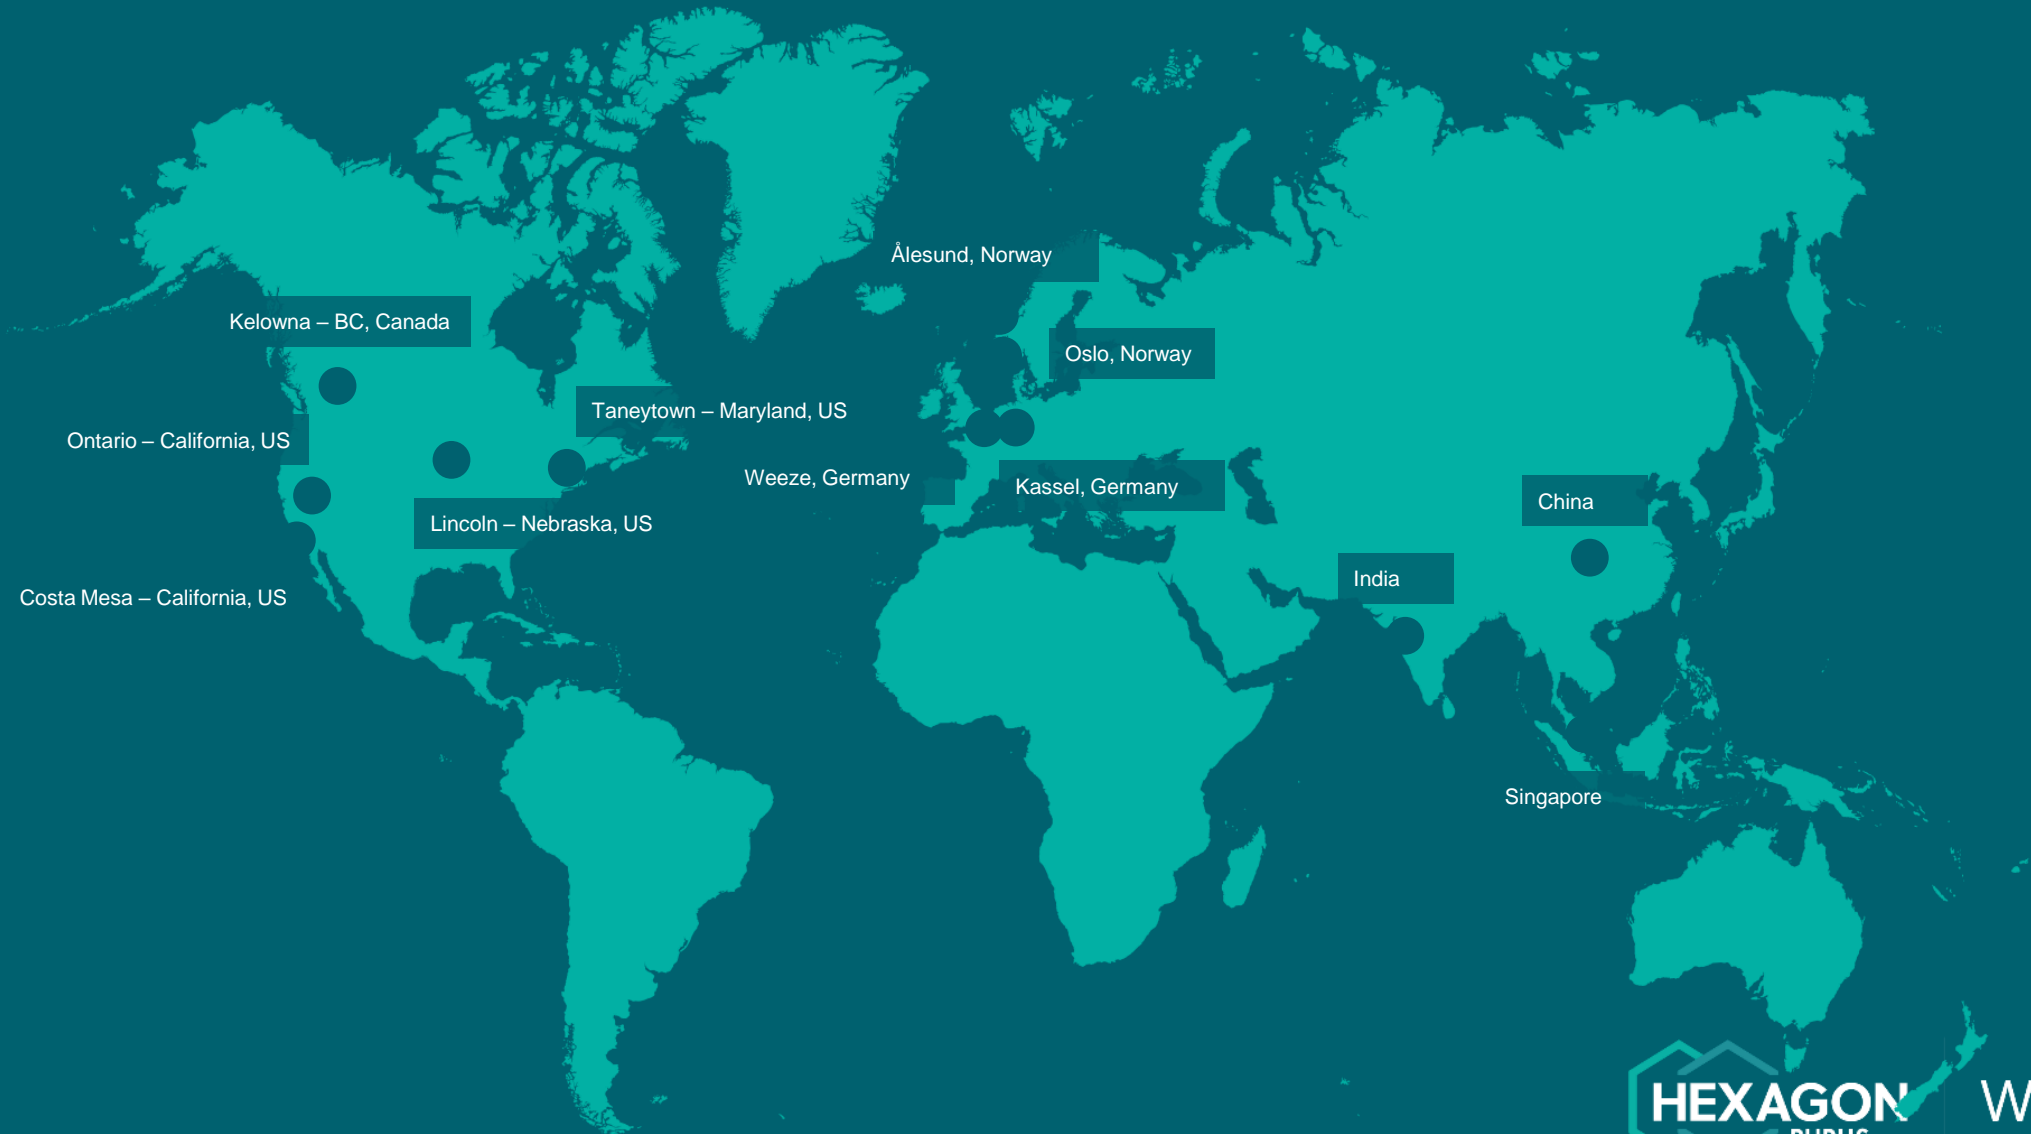 Ålesund, Norway
Kelowna – BC, Canada
Oslo, Norway
Taneytown – Maryland, US
Ontario – California, US
Weeze, Germany
Kassel, Germany
China
Lincoln – Nebraska, US
India
Costa Mesa – California, US
Singapore
HEXAGON